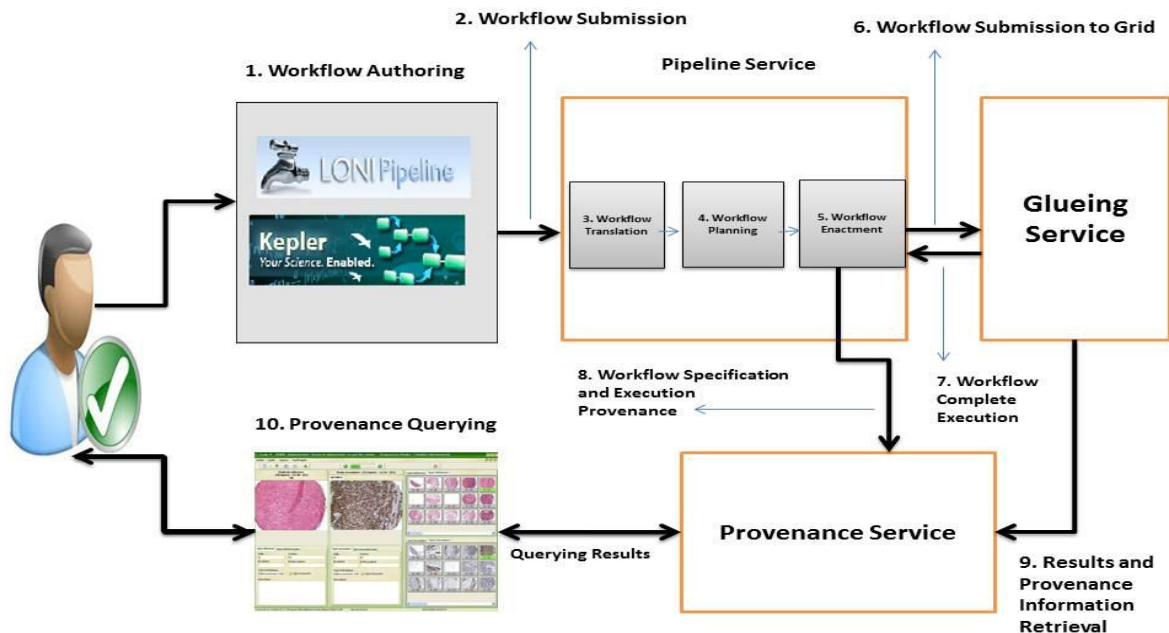 2. Workflow Submission
6. Workflow Submission to Grid
1. Workflow Authoring
Pipeline Service
LONI Pipeline
Kepler
Your Science. Enabled.
3. Workflow
Translation
4. Workflow
Planning
5. Workflow
Enactment
Glueing
Service
8. Workflow Specification
and Execution
Provenance
7. Workflow
Complete
Execution
10. Provenance Querying
Querying Results
Provenance Service
9. Results and
Provenance
Information
Retrieval